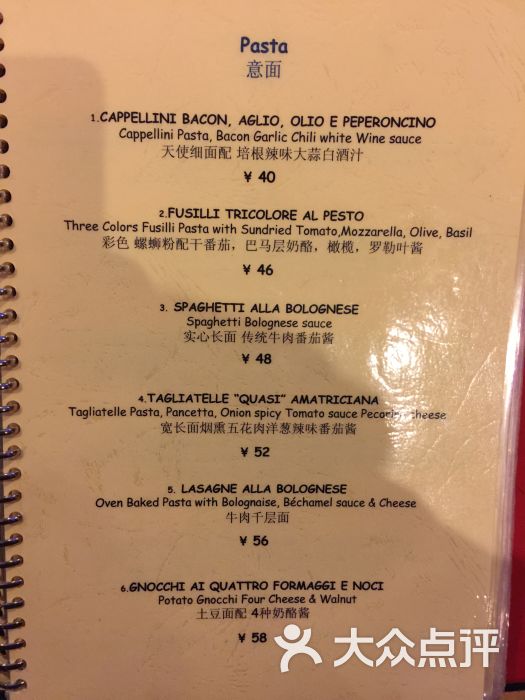 Pasta
意面
1.CAPPELLINI BACON, AGLIO, OLIO E PEPERONCINO
Cappellini Pasta, Bacon Garlic Chili white Wine sauce
天使细面配 培根辣味大蒜白酒汁
¥ 40
2.FUSILLI TRICOLORE AL PESTO
Three Colors Fusilli Pasta with Sundried Tomato,Mozzarella, Olive, Basil
彩色 螺蛳粉配干番茄，巴马层奶酪，橄榄，罗勒叶酱
¥ 46
3. SPAGHETTI ALLA BOLOGNESE
Spaghetti Bolognese sauce
实心长面 传统牛肉番茄酱
¥ 48
4.TAGLIATELLE "QUASI" AMATRICIANA
Tagliatelle Pasta, Pancetta, Onion spicy Tomato sauce Pecorino cheese
宽长面烟熏五花肉洋葱辣味番茄酱
¥ 52
5. LASAGNE ALLA BOLOGNESE
Oven Baked Pasta with Bolognaise, Béchamel sauce & Cheese
牛肉千层面
¥ 56
6.GNOCCHI AI QUATTRO FORMAGGI E NOCI
Potato Gnocchi Four Cheese & Walnut
土豆面配 4种奶酪酱
¥ 58
大众点评